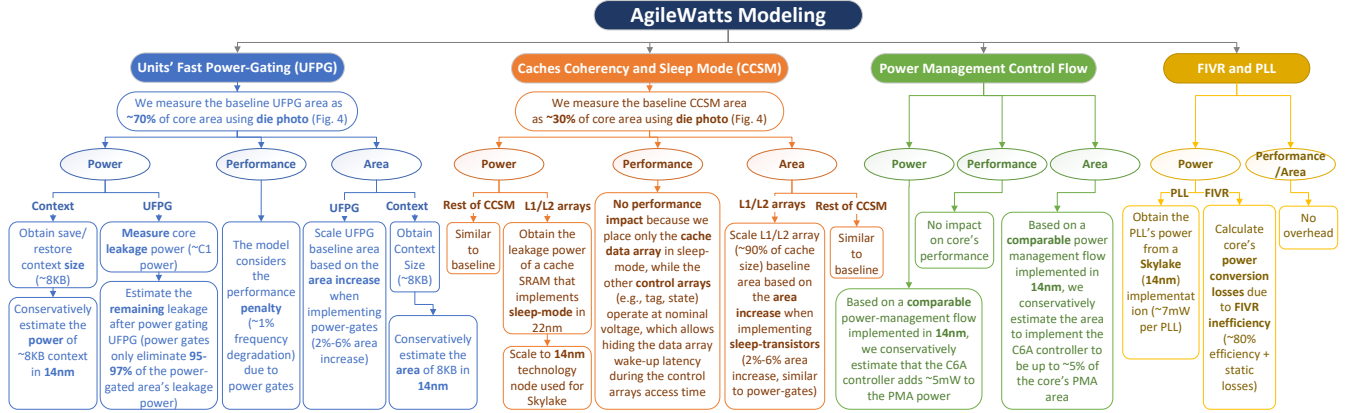 AgileWatts Modeling
Units' Fast Power-Gating (UFPG)
We measure the baseline UFPG area as
~70% of core area using die photo (Fig. 4)
Power
Context
Obtain save/
restore
context size
(~8KB)
Conservatively
estimate the
power of
~8KB context
in 14nm
UFPG
Measure core
leakage power (~C1
power)
Estimate the
remaining leakage
after power gating
UFPG (power gates
only eliminate 95-
97% of the power-
gated area's leakage
power)
Performance
The model
considers
the
performance
penalty
(~1%
frequency
degradation)
due to
power gates
Area
UFPG
Scale UFPG
baseline area
based on the
area increase
when
implementing
power-gates
(2%-6% area
increase)
Context
Obtain
Context
Size
(~8KB)
Conservatively
estimate the
area of 8KB in
14nm
Caches Coherency and Sleep Mode (CCSM)
We measure the baseline CCSM area
as ~30% of core area using die photo (Fig. 4)
Power
Rest of CCSM
Similar
to
baseline
L1/L2 arrays
Obtain the
leakage power
of a cache
SRAM that
implements
sleep-mode in
22nm
Scale to 14nm
technology
node used for
Skylake
Performance
No performance
impact because we
place only the cache
data array in sleep-
mode, while the
other control arrays
(e.g., tag, state)
operate at nominal
voltage, which allows
hiding the data array
wake-up latency
during the control
arrays access time
Area
L1/L2 arrays
Scale L1/L2 array
(~90% of cache
size) baseline
area based on
the area
increase when
implementing
sleep-transistors
(2%-6% area
increase, similar
to power-gates)
Rest of CCSM
Similar
to
baseline
Power Management Control Flow
Power
Based on a comparable
power-management flow
implemented in 14nm,
we conservatively
estimate that the C6A
controller adds ~5mW to
the PMA power
Performance
No impact
on core's
performance
Area
Based on a
comparable power
management flow
implemented in
14nm, we
conservatively
estimate the area
to implement the
C6A controller to
be up to ~5% of
the core's PMA
area
FIVR and PLL
Power
PLL
Obtain the
PLL's power
from a
Skylake
(14nm)
implementat
ion (~7mW
per PLL)
FIVR
Calculate
core's
power
conversion
losses due
to FIVR
inefficiency
(~80%
efficiency +
static
losses)
Performance
/Area
No
overhead